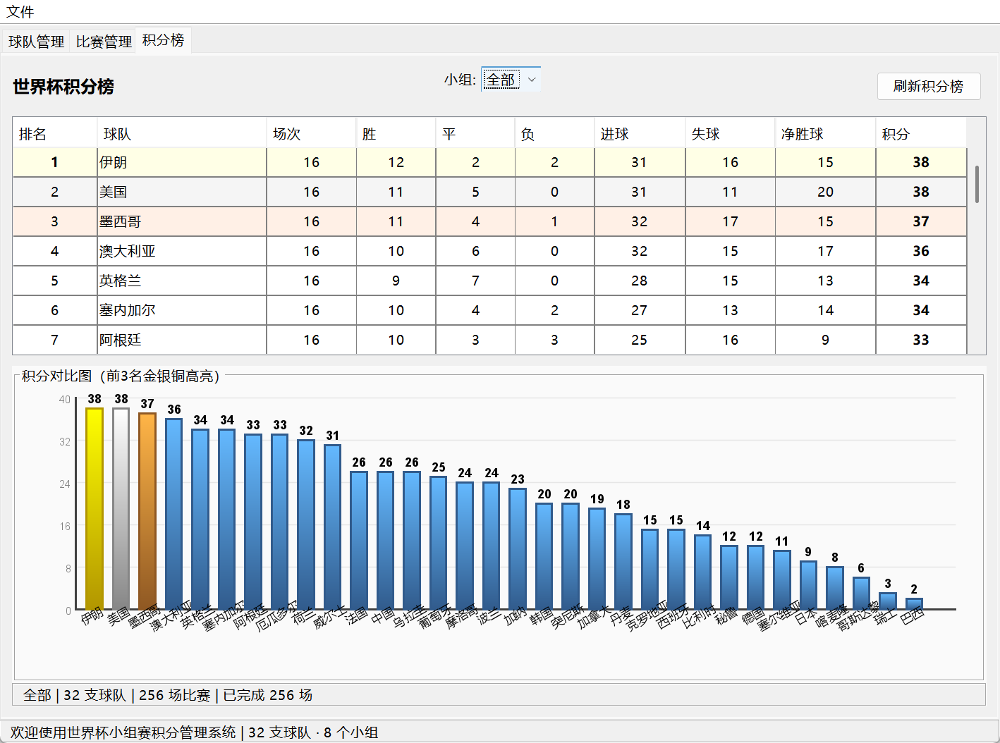 文件
球队管理 比赛管理 积分榜
世界杯积分榜 小组: 全部 刷新积分榜
排名 球队 场次 胜 平 负 进球 失球 净胜球 积分
1 伊朗 16 12 2 2 31 16 15 38
2 美国 16 11 5 0 31 11 20 38
3 墨西哥 16 11 4 1 32 17 15 37
4 澳大利亚 16 10 6 0 32 15 17 36
5 英格兰 16 9 7 0 28 15 13 34
6 塞内加尔 16 10 4 2 27 13 14 34
7 阿根廷 16 10 3 3 25 16 9 33
积分对比图（前3名金银铜高亮）
40 32 24 16 8 0
38 38 37 36 34 34 33 33 32 31 26 26 26 25 24 24 23 20 20 19 18 15 15 14 12 12 11 9 8 6 3 2
伊朗 美国 墨西哥 澳大利亚 英格兰 塞内加尔 阿根廷 厄瓜多尔 荷兰 威尔士 法国 中国 乌拉圭 葡萄牙 摩洛哥 波兰 加纳 韩国 突尼斯 加拿大 丹麦 克罗地亚 西班牙 比利时 秘鲁 德国 塞尔维亚 日本 喀麦隆 哥斯达黎 瑞士 巴西
全部 | 32 支球队 | 256 场比赛 | 已完成 256 场
欢迎使用世界杯小组赛积分管理系统 | 32 支球队 · 8 个小组